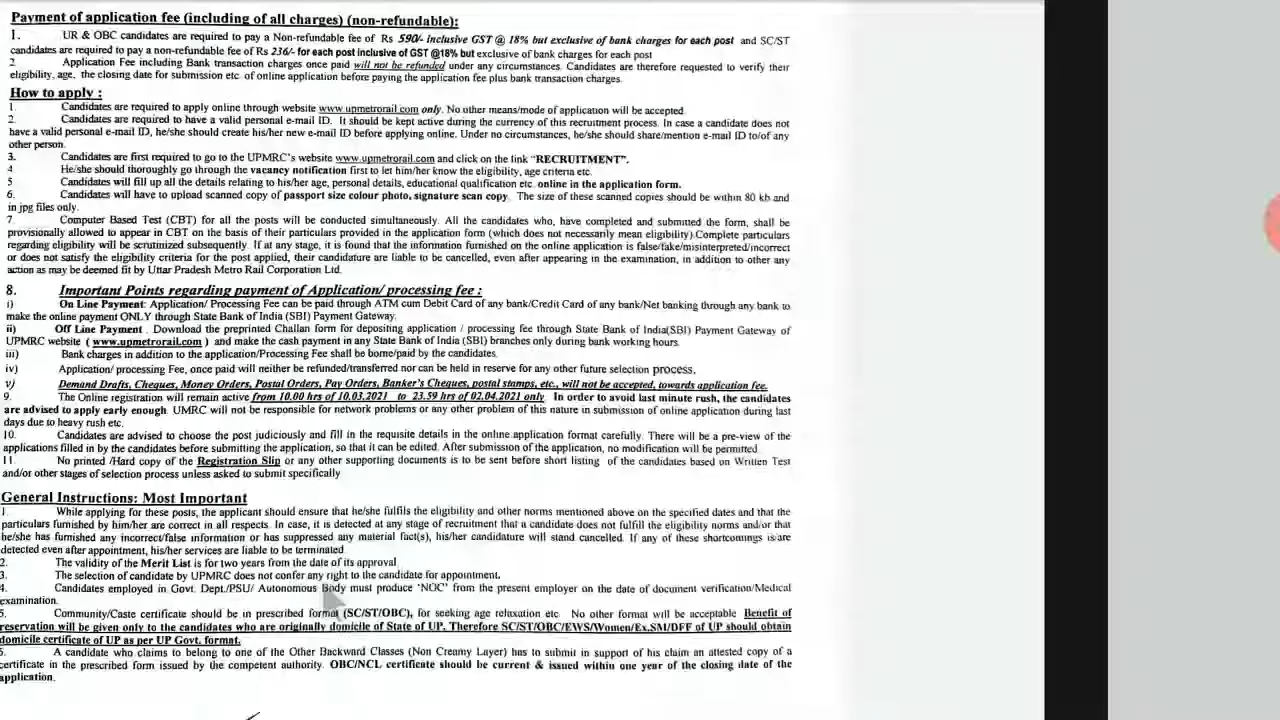 Payment of application fee (including of all charges) (non-refundable):
1. UR & OBC candidates are required to pay a Non-refundable fee of Rs 590/- inclusive GST @ 18% but exclusive of bank charges for each post and SC/ST
candidates are required to pay a non-refundable fee of Rs 236/- for each post inclusive of GST @18% but exclusive of bank charges for each post
2 Application Fee including Bank transaction charges once paid will not be refunded under any circumstances. Candidates are therefore requested to verify their
eligibility, age, the closing date for submission etc. of online application before paying the application fee plus bank transaction charges.
How to apply :
1. Candidates are required to apply online through website www.upmetrorail com only. No other means/mode of application will be accepted
2. Candidates are required to have a valid personal e-mail ID. It should be kept active during the currency of this recruitment process. In case a candidate does not
have a valid personal e-mail ID, he/she should create his/her new e-mail ID before applying online. Under no circumstances, he/she should share/mention e-mail ID to/of any
other person.
3. Candidates are first required to go to the UPMRC's website www.upmetrorail.com and click on the link "RECRUITMENT".
4 He/she should thoroughly go through the vacancy notification first to let him/her know the eligibility, age criteria etc.
5 Candidates will fill up all the details relating to his/her age, personal details, educational qualification etc. online in the application form.
6. Candidates will have to upload scanned copy of passport size colour photo, signature scan copy. The size of these scanned copies should be within 80 kb and
in jpg files only.
7. Computer Based Test (CBT) for all the posts will be conducted simultaneously. All the candidates who, have completed and submitted the form, shall be
provisionally allowed to appear in CBT on the basis of their particulars provided in the application form (which does not necessarily mean eligibility).Complete particulars
regarding eligibility will be scrutinized subsequently. If at any stage, it is found that the information furnished on the online application is false/fake/misinterpreted/incorrect
or does not satisfy the eligibility criteria for the post applied, their candidature are liable to be cancelled, even after appearing in the examination, in addition to other any
action as may be deemed fit by Uttar Pradesh Metro Rail Corporation Ltd.
8. Important Points regarding payment of Application/ processing fee :
i) On Line Payment: Application/ Processing Fee can be paid through ATM cum Debit Card of any bank/Credit Card of any bank/Net banking through any bank to
make the online payment ONLY through State Bank of India (SBI) Payment Gateway.
ii) Off Line Payment . Download the preprinted Challan form for depositing application / processing fee through State Bank of India(SBI) Payment Gateway of
UPMRC website ( www.upmetrorail.com ) and make the cash payment in any State Bank of India (SBI) branches only during bank working hours.
iii) Bank charges in addition to the application/Processing Fee shall be borne/paid by the candidates.
iv) Application/ processing Fee, once paid will neither be refunded/transferred nor can be held in reserve for any other future selection process.
v) Demand Drafts, Cheques, Money Orders, Postal Orders, Pay Orders, Banker's Cheques, postal stamps, etc., will not be accepted, towards application fee.
9. The Online registration will remain active from 10.00 hrs of 10.03.2021 to 23.59 hrs of 02.04.2021 only. In order to avoid last minute rush, the candidates
are advised to apply early enough. UMRC will not be responsible for network problems or any other problem of this nature in submission of online application during last
days due to heavy rush etc.
10. Candidates are advised to choose the post judiciously and fill in the requisite details in the online application format carefully. There will be a pre-view of the
applications filled in by the candidates before submitting the application, so that it can be edited. After submission of the application, no modification will be permitted
11. No printed /Hard copy of the Registration Slip or any other supporting documents is to be sent before short listing of the candidates based on Written Test
and/or other stages of selection process unless asked to submit specifically
General Instructions: Most Important
1. While applying for these posts, the applicant should ensure that he/she fulfils the eligibility and other norms mentioned above on the specified dates and that the
particulars furnished by him/her are correct in all respects. In case, it is detected at any stage of recruitment that a candidate does not fulfill the eligibility norms and/or that
he/she has furnished any incorrect/false information or has suppressed any material fact(s), his/her candidature will stand cancelled. If any of these shortcomings is/are
detected even after appointment, his/her services are liable to be terminated
2. The validity of the Merit List is for two years from the date of its approval
3. The selection of candidate by UPMRC does not confer any right to the candidate for appointment.
4. Candidates employed in Govt. Dept./PSU/ Autonomous Body must produce 'NOC' from the present employer on the date of document verification/Medical
examination.
5. Community/Caste certificate should be in prescribed format (SC/ST/OBC), for seeking age relaxation etc. No other format will be acceptable Benefit of
reservation will be given only to the candidates who are originally domicile of State of UP. Therefore SC/ST/OBC/EWS/Women/Ex.SM/DFF of UP should obtain
domicile certificate of UP as per UP Govt. format.
A candidate who claims to belong to one of the Other Backward Classes (Non Creamy Layer) has to submit in support of his claim an attested copy of a
certificate in the prescribed form issued by the competent authority. OBC/NCL certificate should be current & issued within one year of the closing date of the
application.